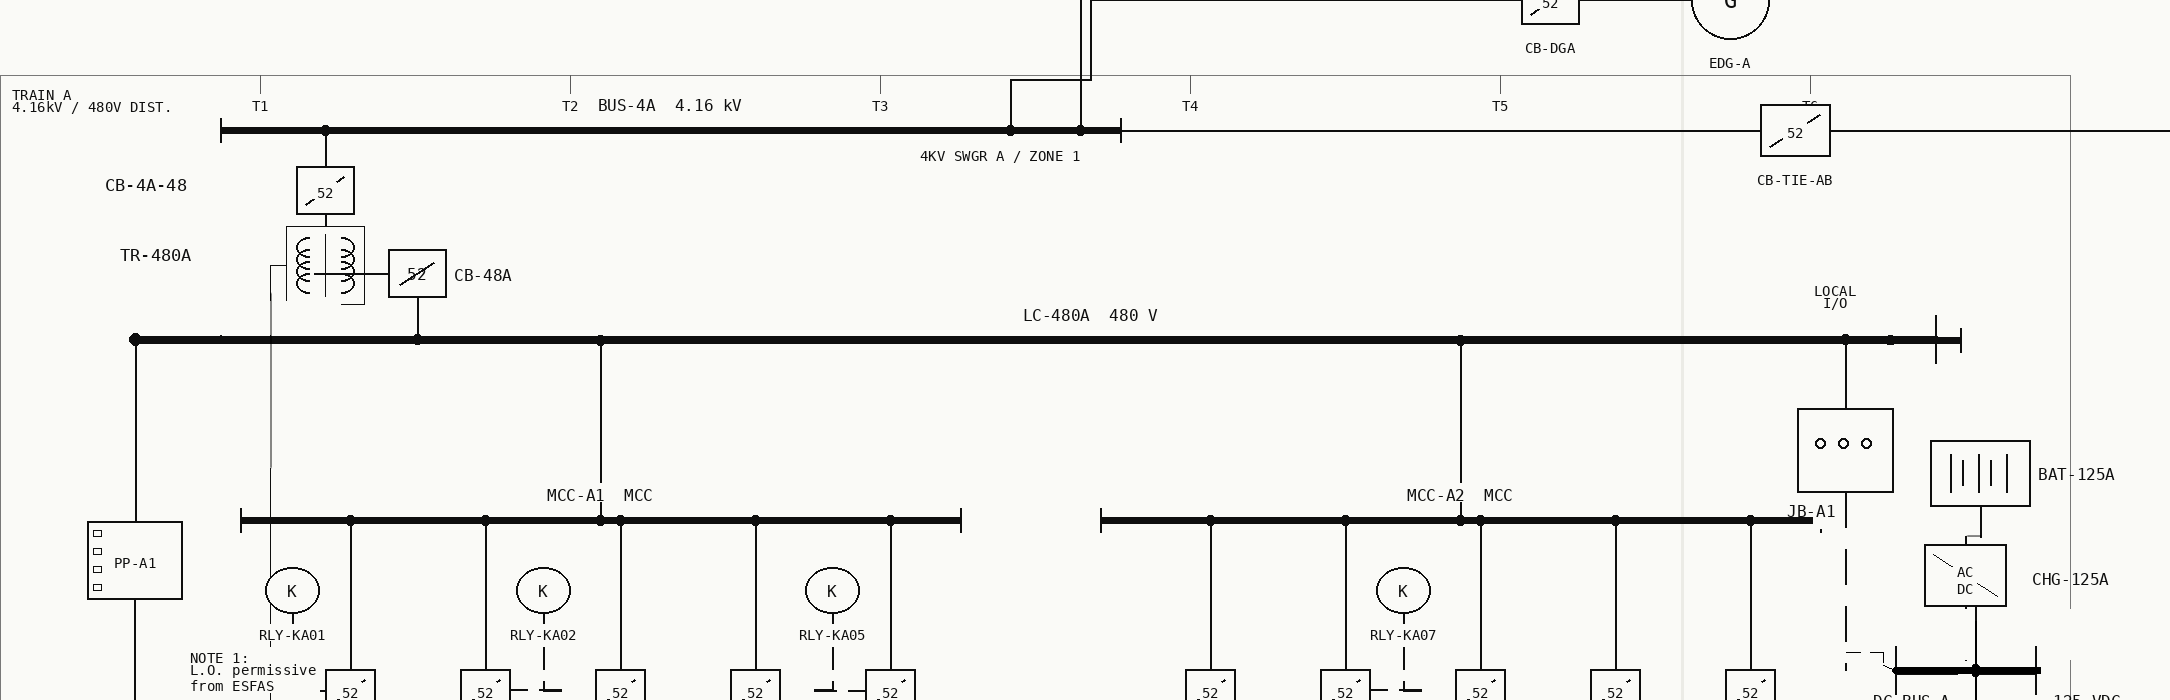 52
G
CB-DGA
EDG-A
TRAIN A
4.16kV / 480V DIST.
T1
T2
BUS-4A 4.16 kV
T3
T4
T5
52
4KV SWGR A / ZONE 1
CB-TIE-AB
CB-4A-48
52
TR-480A
52
CB-48A
LOCAL
I/O
LC-480A 480 V
BAT-125A
MCC-A1 MCC
MCC-A2 MCC
JB-A1
PP-A1
AC
DC
CHG-125A
K
K
K
K
RLY-KA01
RLY-KA02
RLY-KA05
RLY-KA07
NOTE 1:
L.O. permissive
from ESFAS
52
52
52
52
52
52
52
52
52
52
DC BUS A
125 VDC